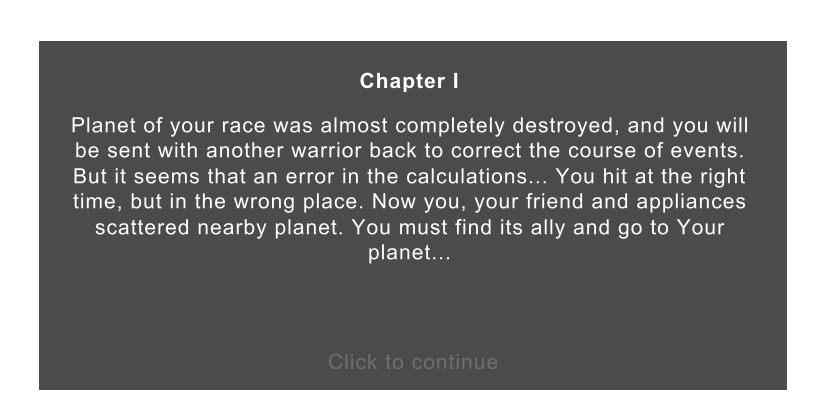 Chapter I
Planet of your race was almost completely destroyed, and you will
be sent with another warrior back to correct the course of events.
But it seems that an error in the calculations... You hit at the right
time, but in the wrong place. Now you, your friend and appliances
scattered nearby planet. You must find its ally and go to Your
planet...
Click to continue